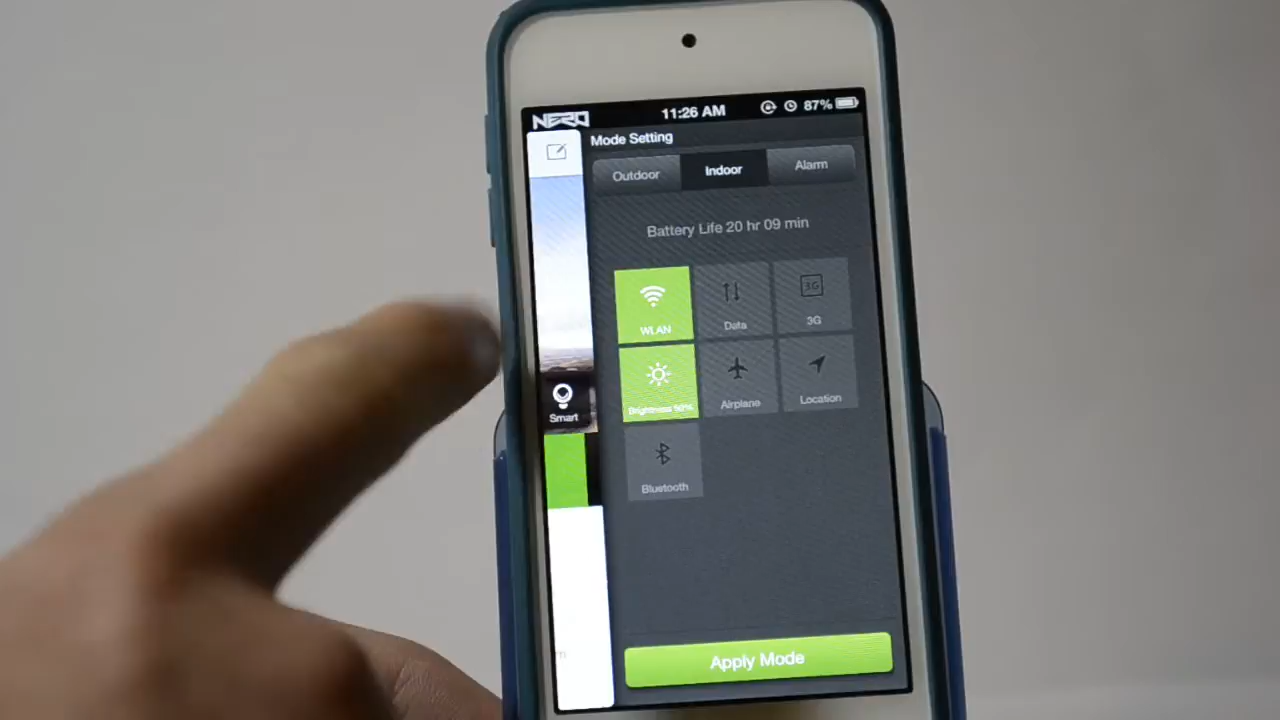 NERO 11:26 AM 87%
Mode Setting
Outdoor Indoor Alarm
Battery Life 20 hr 09 min
3G
WLAN Data 3G
Smart
Brightness 50% Airplane Location
Bluetooth
Apply Mode